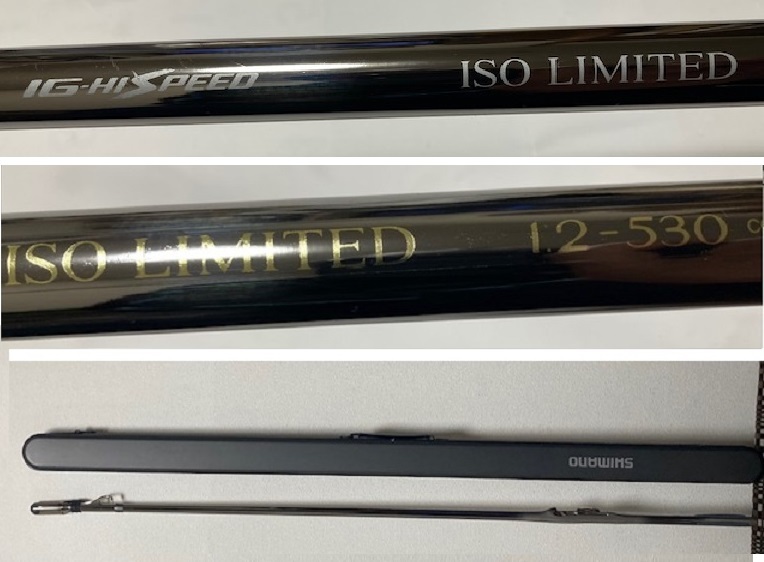 IG-HISPEED ISO LIMITED
ISO LIMITED 1.2-530
SHIMANO